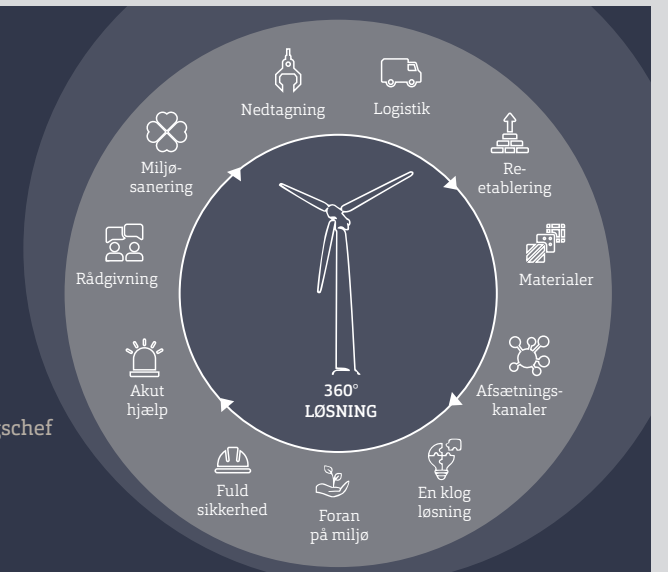 Nedtagning
Logistik
Re-
etablering
Materialer
Afsætnings-
kanaler
En klog
løsning
Foran
på miljø
Fuld
sikkerhed
Akut
hjælp
Rådgivning
Miljø-
sanering
360°
LØSNING
gschef